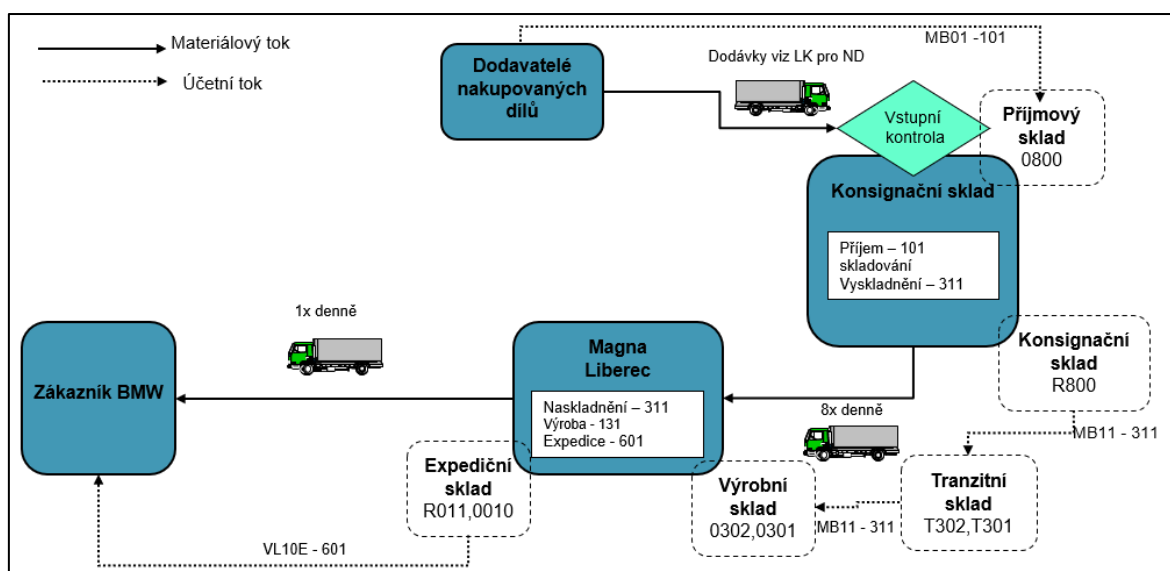 Materiálový tok
Účetní tok
Dodavatelé
nakupovaných
dílů
Dodávky viz LK pro ND
MB01 -101
Vstupní
kontrola
Příjmový
sklad
0800
Konsignační sklad
Příjem – 101
skladování
Vyskladnění – 311
Konsignační
sklad
R800
1x denně
Zákazník BMW
Magna
Liberec
Naskladnění – 311
Výroba - 131
Expedice - 601
8x denně
MB11 - 311
Expediční
sklad
R011,0010
Výrobní
sklad
0302,0301
MB11 - 311
Tranzitní
sklad
T302,T301
VL10E - 601